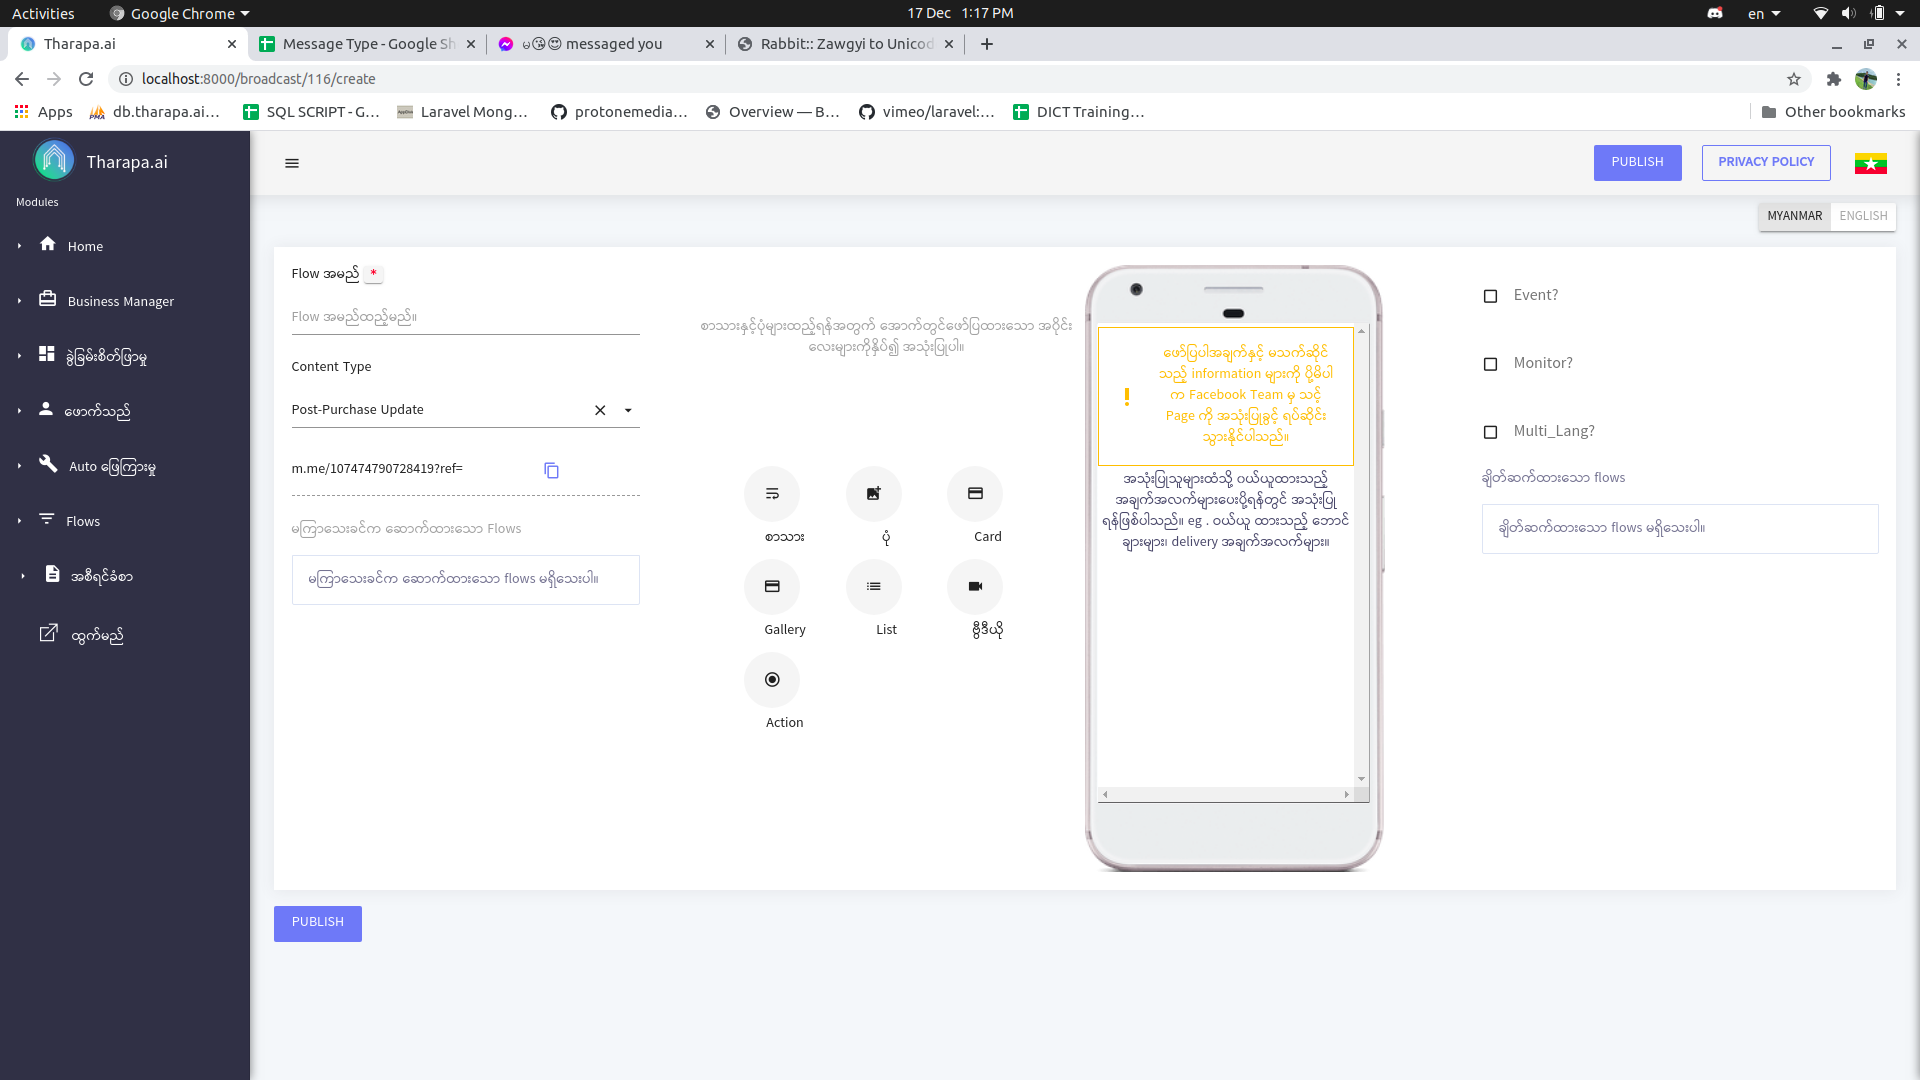 Activities
Google Chrome
17 Dec 1:17 PM
en
Tharapa.ai
Message Type - Google Sh
မ😘😍 messaged you
Rabbit:: Zawgyi to Unicod
localhost:8000/broadcast/116/create
Apps
db.tharapa.ai…
SQL SCRIPT - G…
Laravel Mong…
protonemedia…
Overview — B…
vimeo/laravel:…
DICT Training…
Other bookmarks
Tharapa.ai
PUBLISH
PRIVACY POLICY
Modules
MYANMAR
ENGLISH
Home
Business Manager
ခွဲခြမ်းစိတ်ဖြာမှု
ဖောက်သည်
Auto ဖြေကြားမှု
Flows
အစီရင်ခံစာ
ထွက်မည်
Flow အမည် *
Flow အမည်ထည့်မည်။
Content Type
Post-Purchase Update
m.me/107474790728419?ref=
မကြာသေးခင်က ဆောက်ထားသော Flows
မကြာသေးခင်က ဆောက်ထားသော flows မရှိသေးပါ။
စာသားနှင့်ပုံများထည့်ရန်အတွက် အောက်တွင်ဖော်ပြထားသော အပိုင်း
လေးများကိုနှိပ်၍ အသုံးပြုပါ။
စာသား
ပုံ
Card
Gallery
List
ဗွီဒီယို
Action
ဖော်ပြပါအချက်နှင့် မသက်ဆိုင်
သည့် information များကို ပို့မိပါ
က Facebook Team မှ သင့်
Page ကို အသုံးပြုခွင့် ရပ်ဆိုင်း
သွားနိုင်ပါသည်။
အသုံးပြုသူများထံသို့ ဝယ်ယူထားသည့်
အချက်အလက်များပေးပို့ရန်တွင် အသုံးပြု
ရန်ဖြစ်ပါသည်။ eg . ဝယ်ယူ ထားသည့် ဘောင်
ချာများ၊ delivery အချက်အလက်များ။
Event?
Monitor?
Multi_Lang?
ချိတ်ဆက်ထားသော flows
ချိတ်ဆက်ထားသော flows မရှိသေးပါ။
PUBLISH